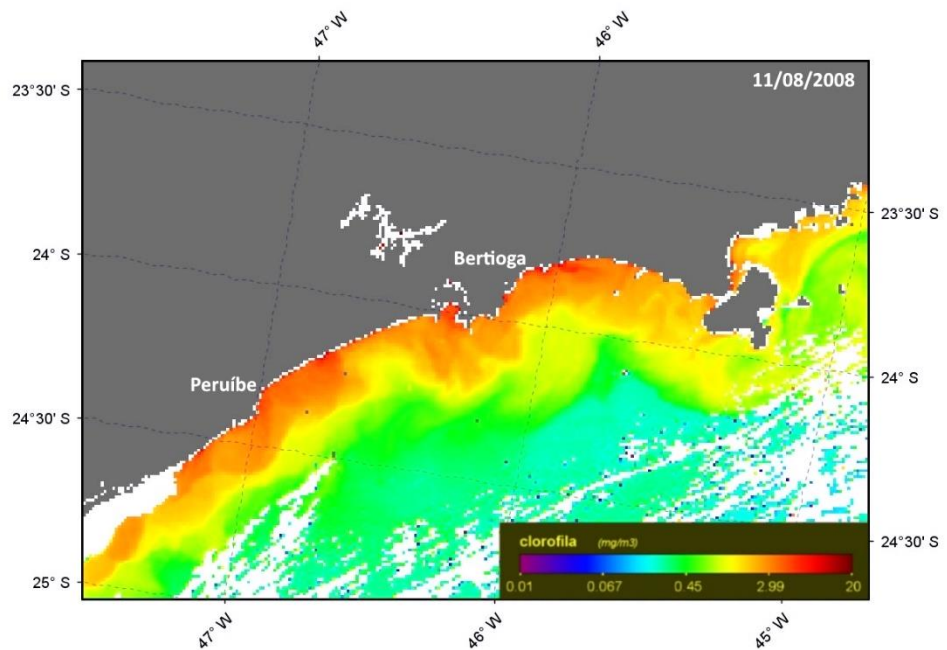 47° W 46° W
11/08/2008
23°30' S
23°30' S
24° S
Bertioga
24° S
Peruíbe
24°30' S
24°30' S
clorofila (mg/m3)
0.01 0.067 0.45 2.99 20
25° S
47° W 46° W 45° W